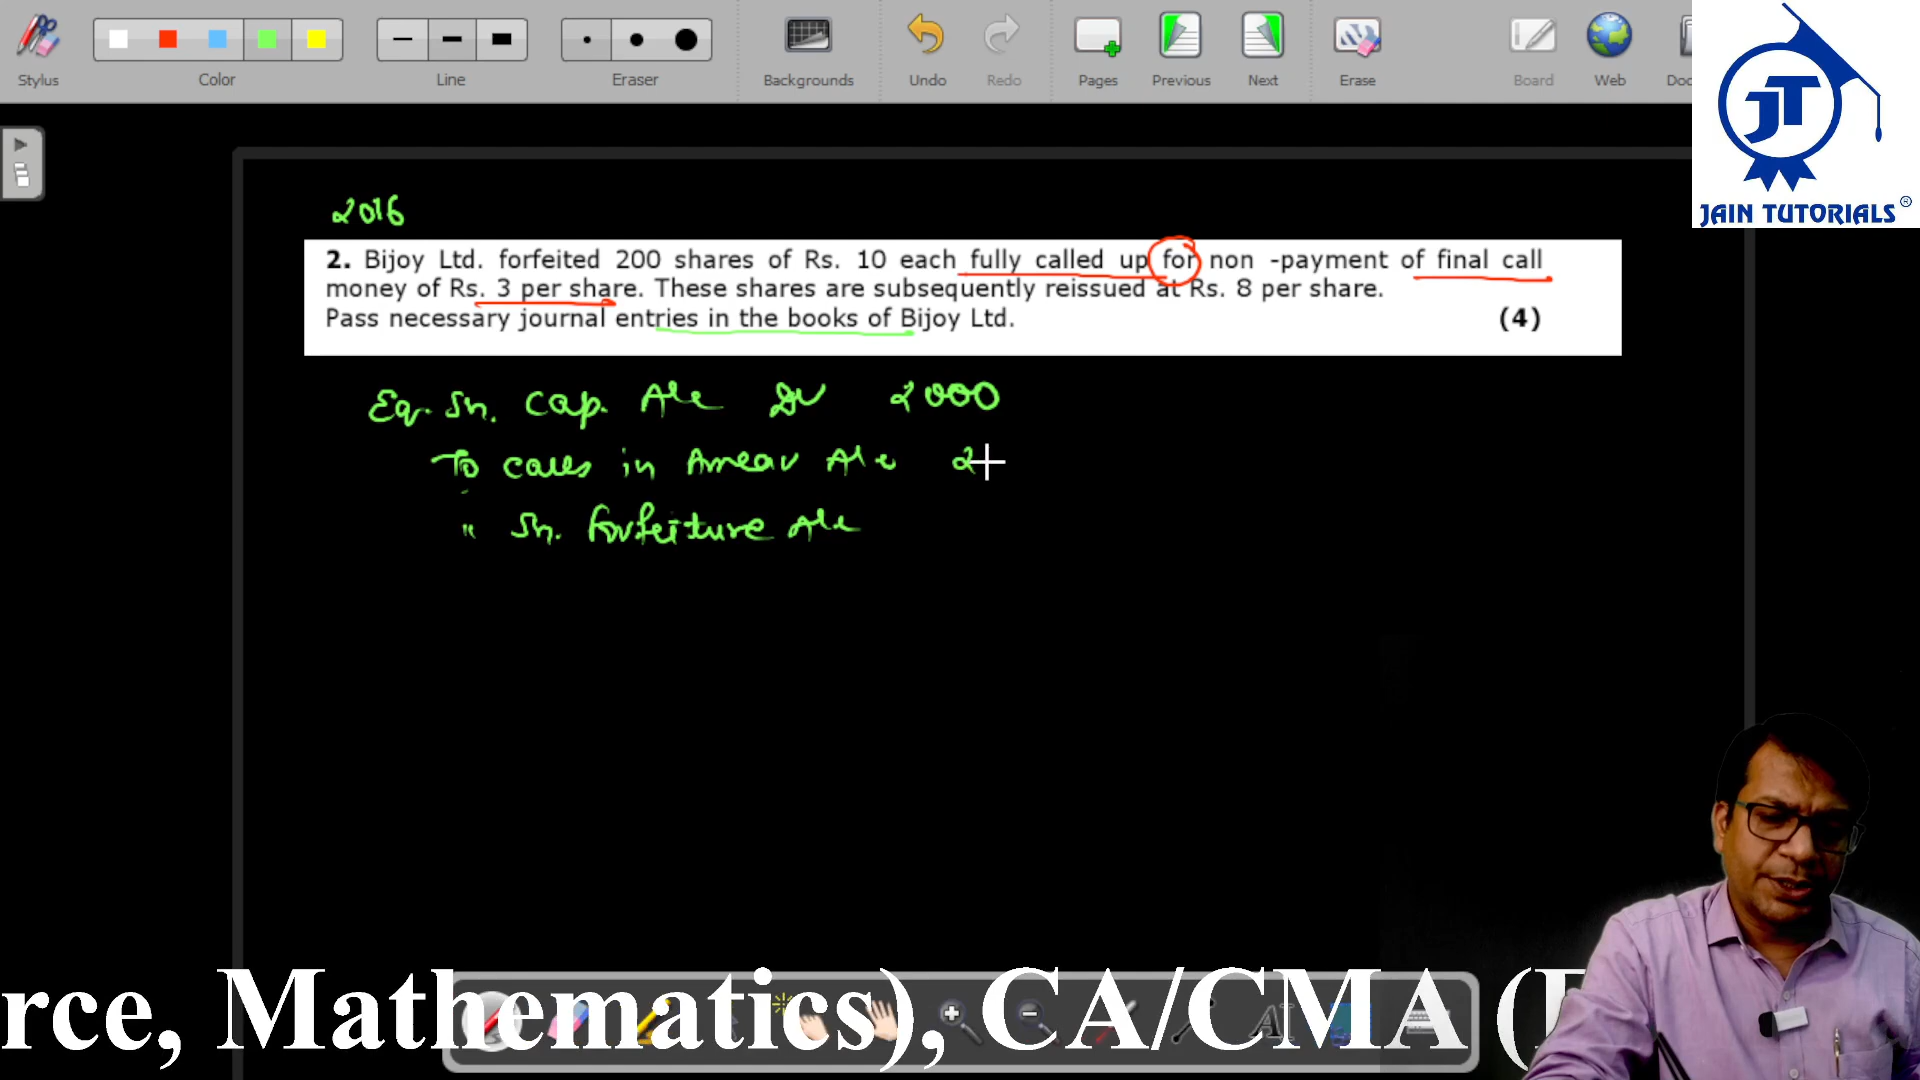 Stylus
Color
Line
Eraser
Backgrounds
Undo
Redo
Pages
Previous
Next
Erase
Board
Web
Doc
JT
JAIN TUTORIALS®
2016
2. Bijoy Ltd. forfeited 200 shares of Rs. 10 each fully called up for non -payment of final call
money of Rs. 3 per share. These shares are subsequently reissued at Rs. 8 per share.
Pass necessary journal entries in the books of Bijoy Ltd. (4)
Eq. Sh. Cap. A/c Dr 2000
To calls in Arrear A/c 2
" Sh. Forfeiture A/c
rce, Mathematics), CA/CMA (